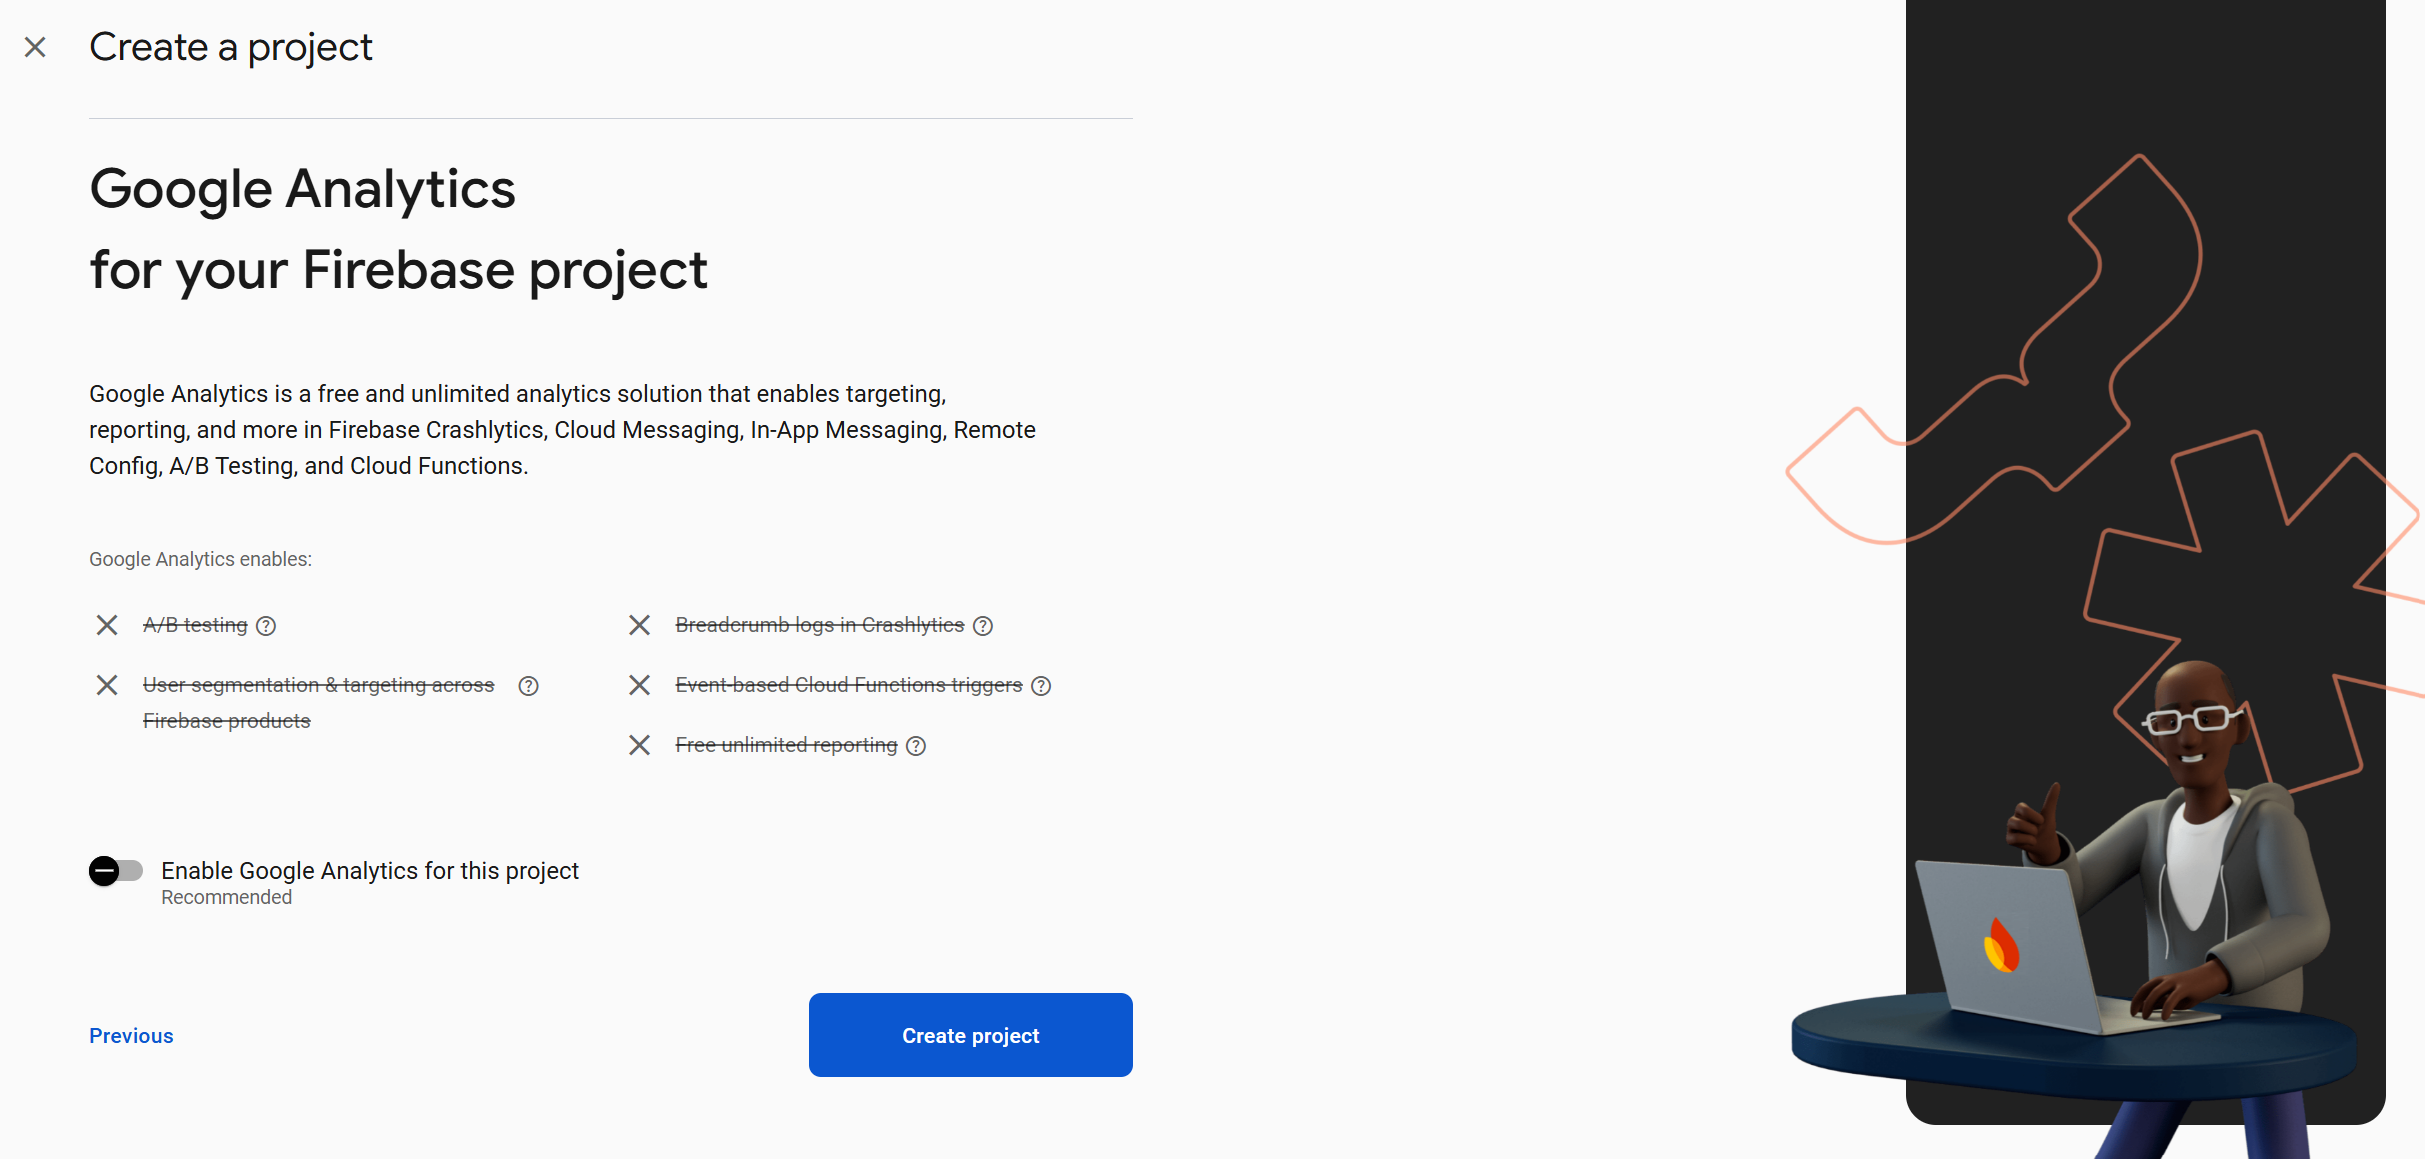 Create a project
Google Analytics
for your Firebase project
Google Analytics is a free and unlimited analytics solution that enables targeting,
reporting, and more in Firebase Crashlytics, Cloud Messaging, In-App Messaging, Remote
Config, A/B Testing, and Cloud Functions.
Google Analytics enables:
A/B testing
User segmentation & targeting across
Firebase products
Breadcrumb logs in Crashlytics
Event-based Cloud Functions triggers
Free unlimited reporting
Enable Google Analytics for this project
Recommended
Previous
Create project